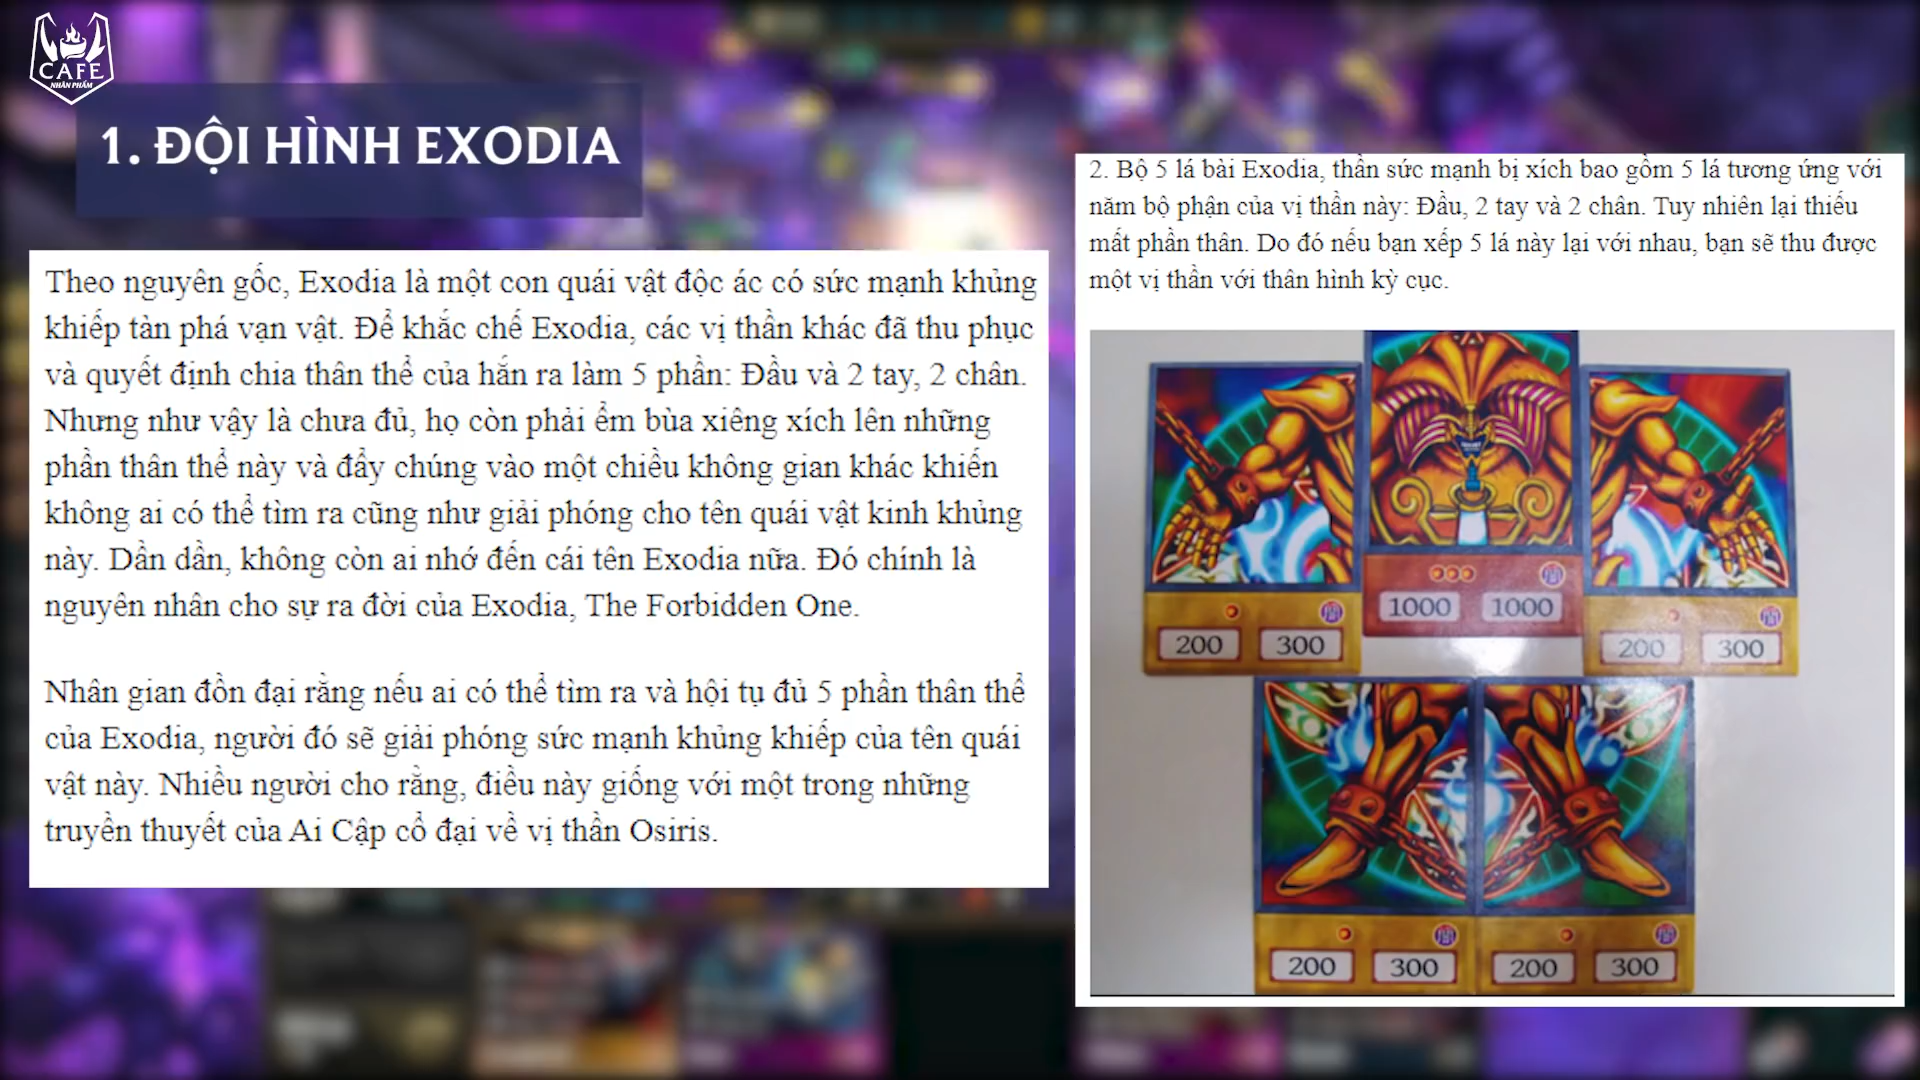 CAFE
NHÂN PHẨM
1. ĐỘI HÌNH EXODIA
Theo nguyên gốc, Exodia là một con quái vật độc ác có sức mạnh khủng
khiếp tàn phá vạn vật. Để khắc chế Exodia, các vị thần khác đã thu phục
và quyết định chia thân thể của hắn ra làm 5 phần: Đầu và 2 tay, 2 chân.
Nhưng như vậy là chưa đủ, họ còn phải ểm bùa xiêng xích lên những
phần thân thể này và đẩy chúng vào một chiều không gian khác khiến
không ai có thể tìm ra cũng như giải phóng cho tên quái vật kinh khủng
này. Dần dần, không còn ai nhớ đến cái tên Exodia nữa. Đó chính là
nguyên nhân cho sự ra đời của Exodia, The Forbidden One.
Nhân gian đồn đại rằng nếu ai có thể tìm ra và hội tụ đủ 5 phần thân thể
của Exodia, người đó sẽ giải phóng sức mạnh khủng khiếp của tên quái
vật này. Nhiều người cho rằng, điều này giống với một trong những
truyền thuyết của Ai Cập cổ đại về vị thần Osiris.
2. Bộ 5 lá bài Exodia, thần sức mạnh bị xích bao gồm 5 lá tương ứng với
năm bộ phận của vị thần này: Đầu, 2 tay và 2 chân. Tuy nhiên lại thiếu
mất phần thân. Do đó nếu bạn xếp 5 lá này lại với nhau, bạn sẽ thu được
một vị thần với thân hình kỳ cục.
1000 1000
200 300
200 300
200 300
200 300